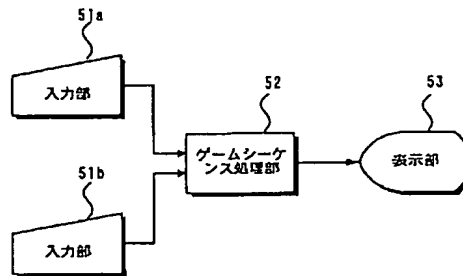 51a
入力部
52
ゲームシーケ
ンス処理部
53
表示部
51b
入力部